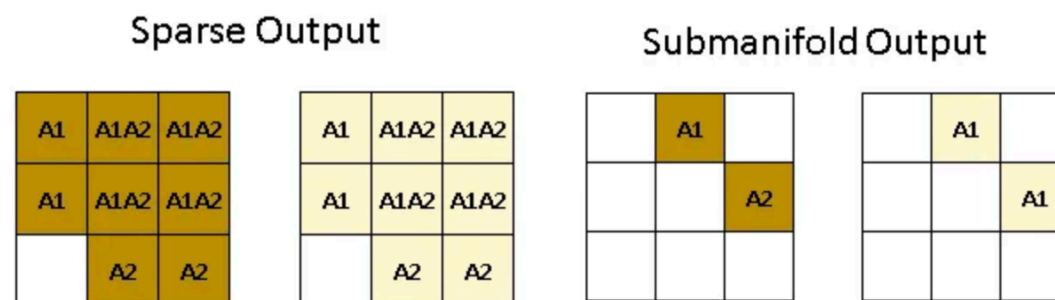 Sparse Output
Submanifold Output
A1 A1A2 A1A2 A1 A1A2 A1A2 A1 A1
A1 A1A2 A1A2 A1 A1A2 A1A2 A2 A1
A2 A2 A2 A2